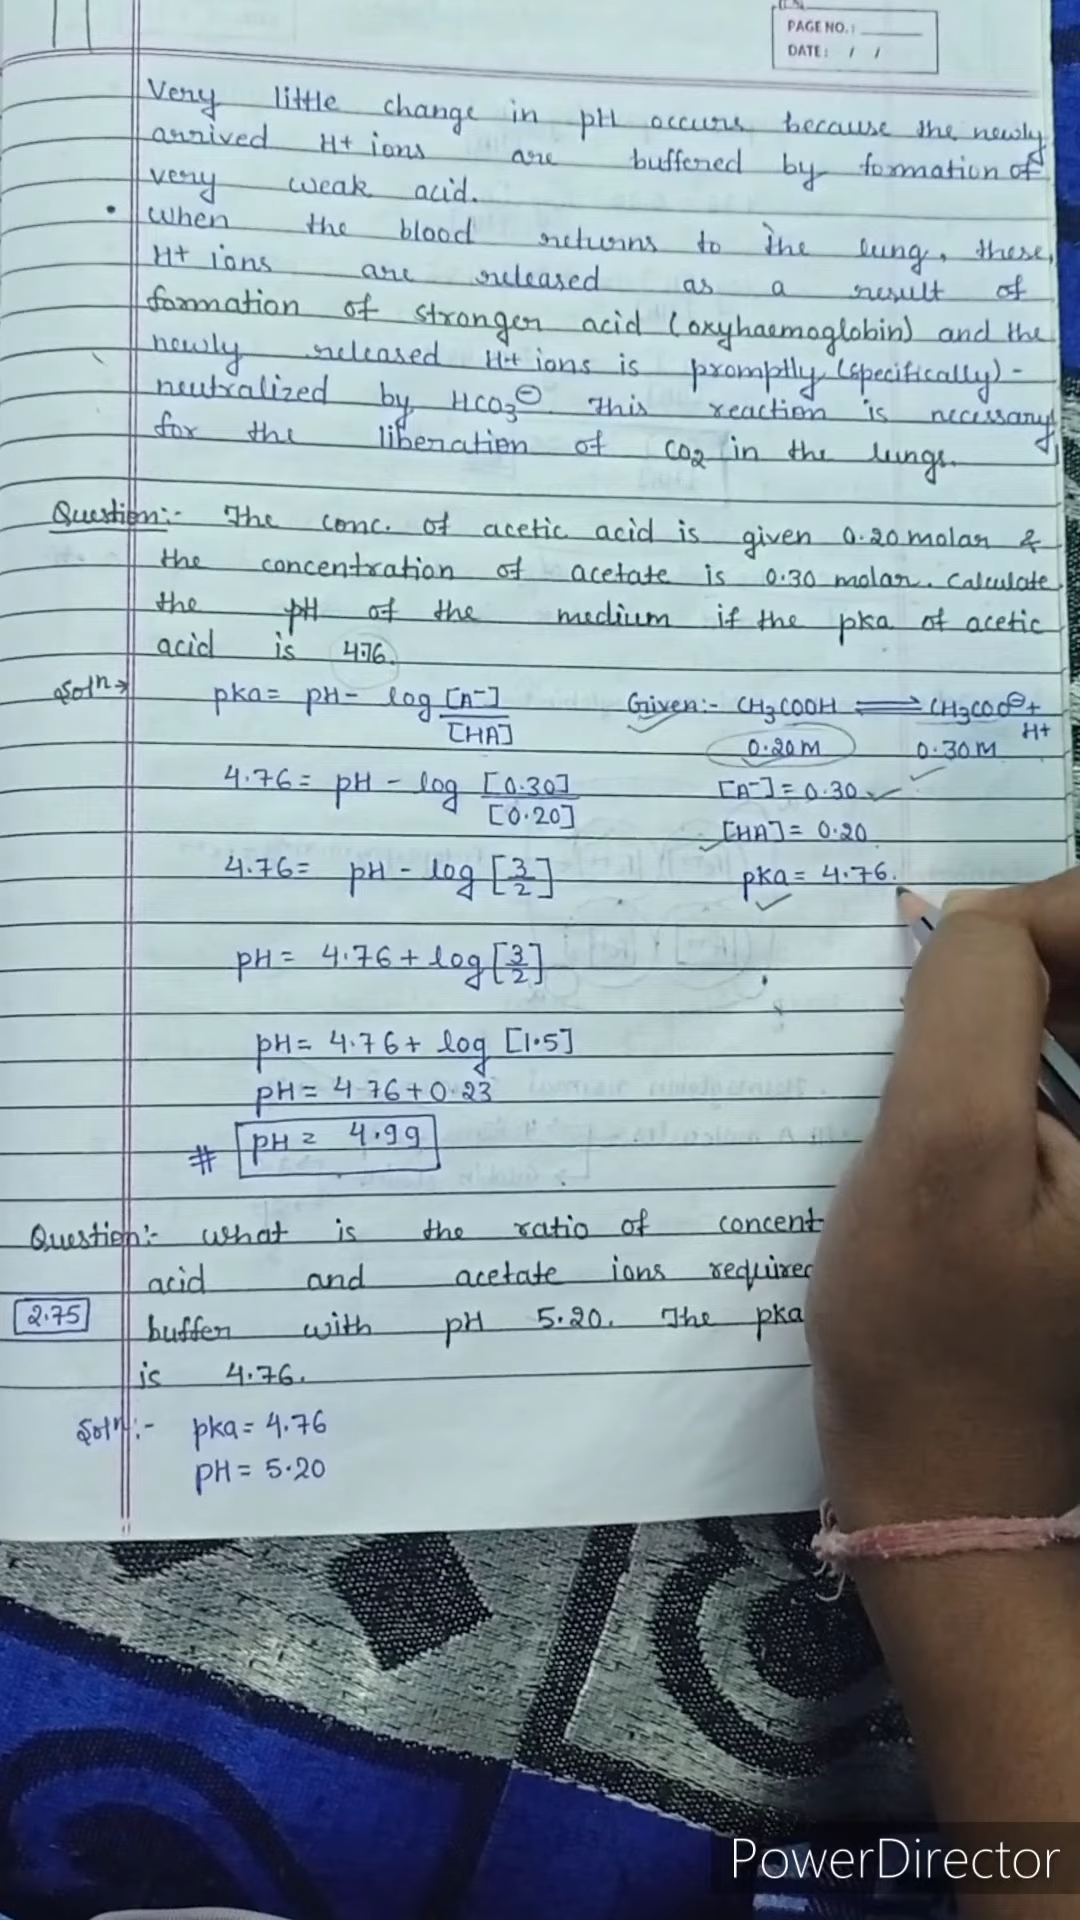 PAGE NO.:
DATE: / /
Very little change in pH occurs because the newly
arrived H+ ions are buffered by formation of
very weak acid.
• when the blood returns to the lung, these,
H+ ions are released as a result of
formation of stronger acid (oxyhaemoglobin) and the
newly released H+ ions is promptly (specifically) -
neutralized by HCO3⊖. This reaction is necessary
for the liberation of CO2 in the lungs.
Question:- The conc. of acetic acid is given 0.20 molar &
the concentration of acetate is 0.30 molar. Calculate
the pH of the medium if the pka of acetic
acid is 4.76.
Soln→ pka = pH - log [A-]/[HA] Given:- CH3COOH ⇌ CH3COO⊖ + H+
0.20M 0.30M
4.76 = pH - log [0.30]/[0.20] [A-] = 0.30 ✓
[HA] = 0.20
4.76 = pH - log [3/2] pka = 4.76.
pH = 4.76 + log [3/2]
pH = 4.76 + log [1.5]
pH = 4.76 + 0.23
# pH = 4.99
Question:- what is the ratio of concent
acid and acetate ions required
2.75 buffer with pH 5.20. The pka
is 4.76.
Soln:- pka = 4.76
pH = 5.20
PowerDirector